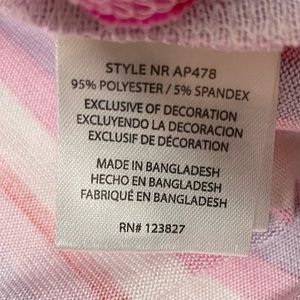 STYLE NR AP478
95% POLYESTER / 5% SPANDEX
EXCLUSIVE OF DECORATION
EXCLUYENDO LA DECORACION
EXCLUSIF DE DECORATION
MADE IN BANGLADESH
HECHO EN BANGLADESH
FABRIQUÉ EN BANGLADESH
RN# 123827